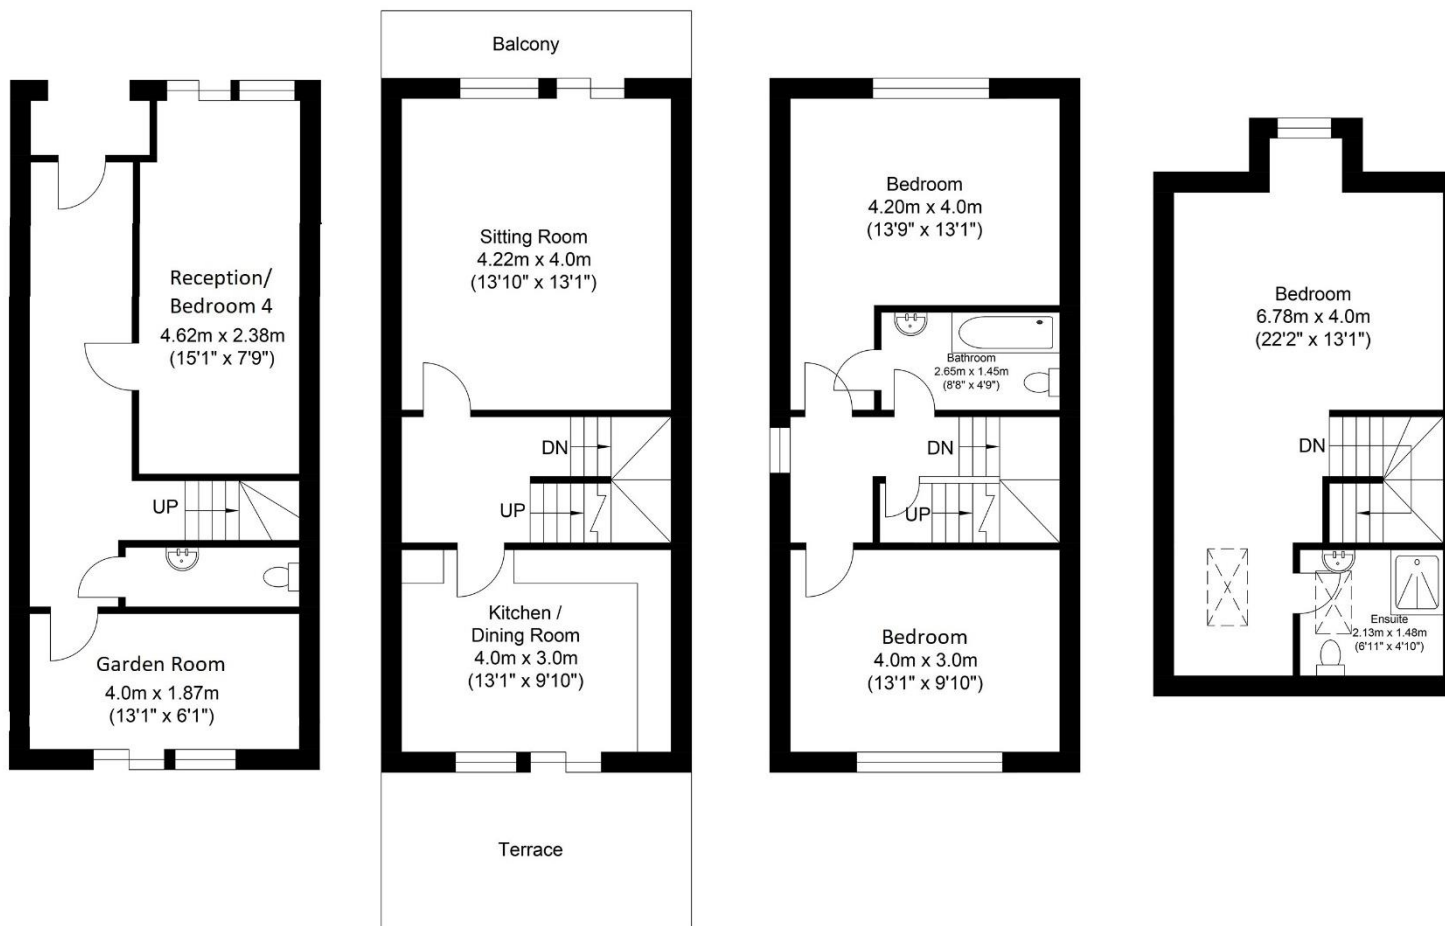 Reception/
Bedroom 4
4.62m x 2.38m
(15'1" x 7'9")
UP
Garden Room
4.0m x 1.87m
(13'1" x 6'1")
Balcony
Sitting Room
4.22m x 4.0m
(13'10" x 13'1")
DN
UP
Kitchen /
Dining Room
4.0m x 3.0m
(13'1" x 9'10")
Terrace
Bedroom
4.20m x 4.0m
(13'9" x 13'1")
Bathroom
2.65m x 1.45m
(8'8" x 4'9")
DN
UP
Bedroom
4.0m x 3.0m
(13'1" x 9'10")
Bedroom
6.78m x 4.0m
(22'2" x 13'1")
DN
Ensuite
2.13m x 1.48m
(6'11" x 4'10")